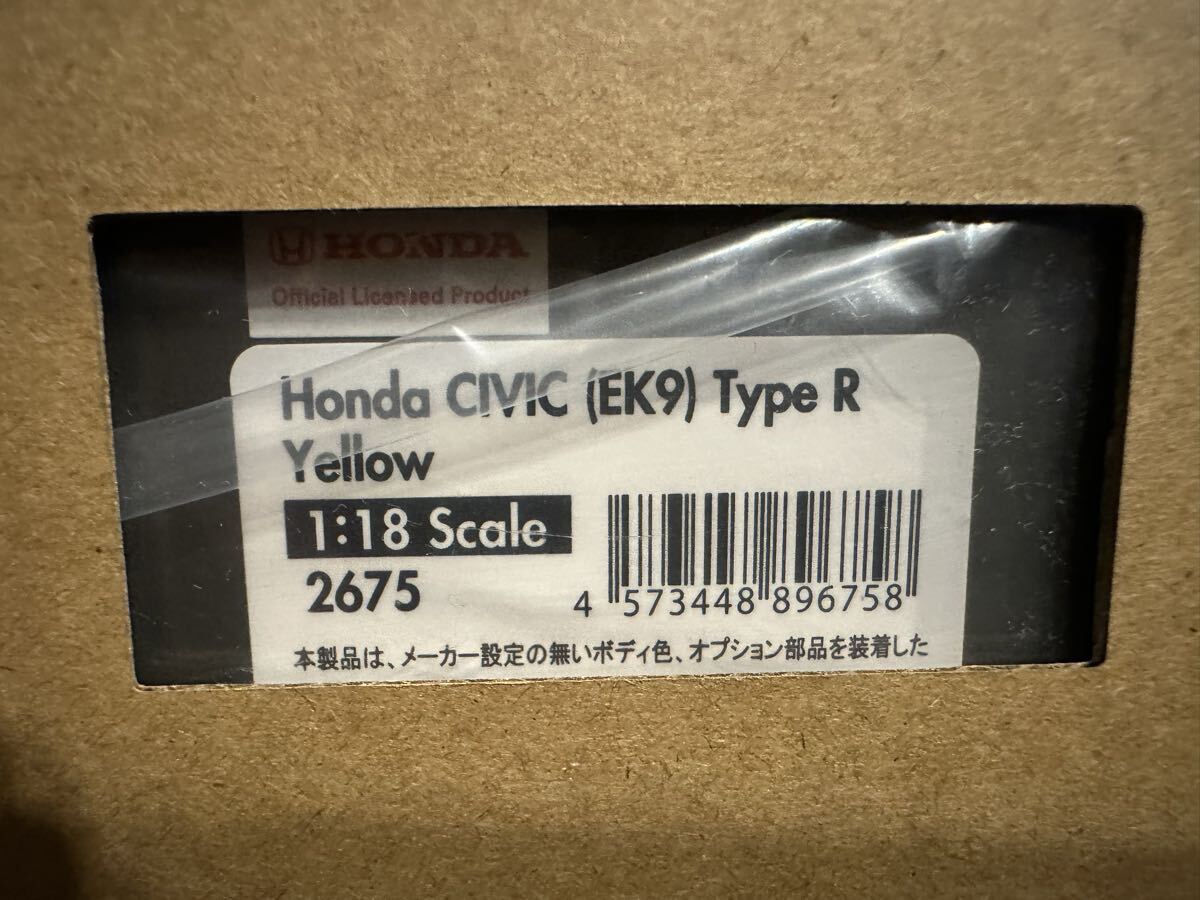 HONDA
Official Licensed Product
Honda CIVIC (EK9) Type R
Yellow
1:18 Scale
2675
4 573448 896758
本製品は、メーカー設定の無いボディ色、オプション部品を装着した